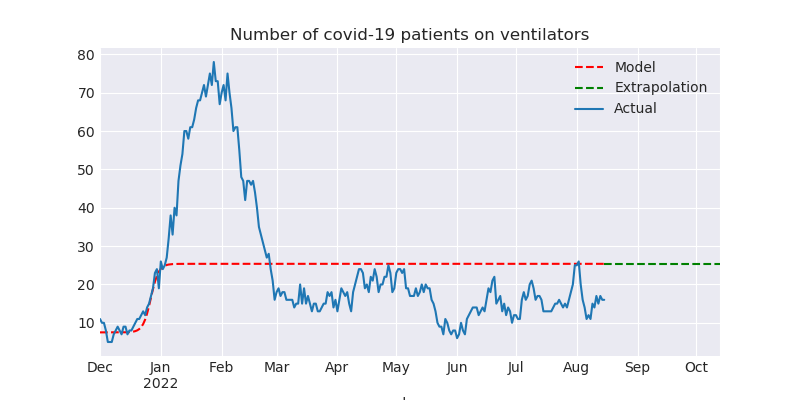 Number of covid-19 patients on ventilators
80
70
60
50
40
30
20
10
Model
Extrapolation
Actual
Dec Jan Feb Mar Apr May Jun Jul Aug Sep Oct
2022